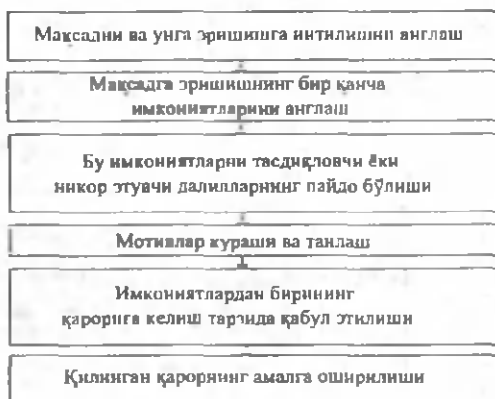 Мақсадни ва унга эришишга интилишни англаш
Мақсадга эришишнинг бир қанча
имкониятларини англаш
Бу имкониятларни тасдиқловчи ёки
инкор этувчи далилларнинг пайдо бўлиши
Мотивлар кураши ва танлаш
Имкониятлардан бирининг
қарорига келиш тарзида қабул этилиши
Қилинган қарорнинг амалга оширилиши